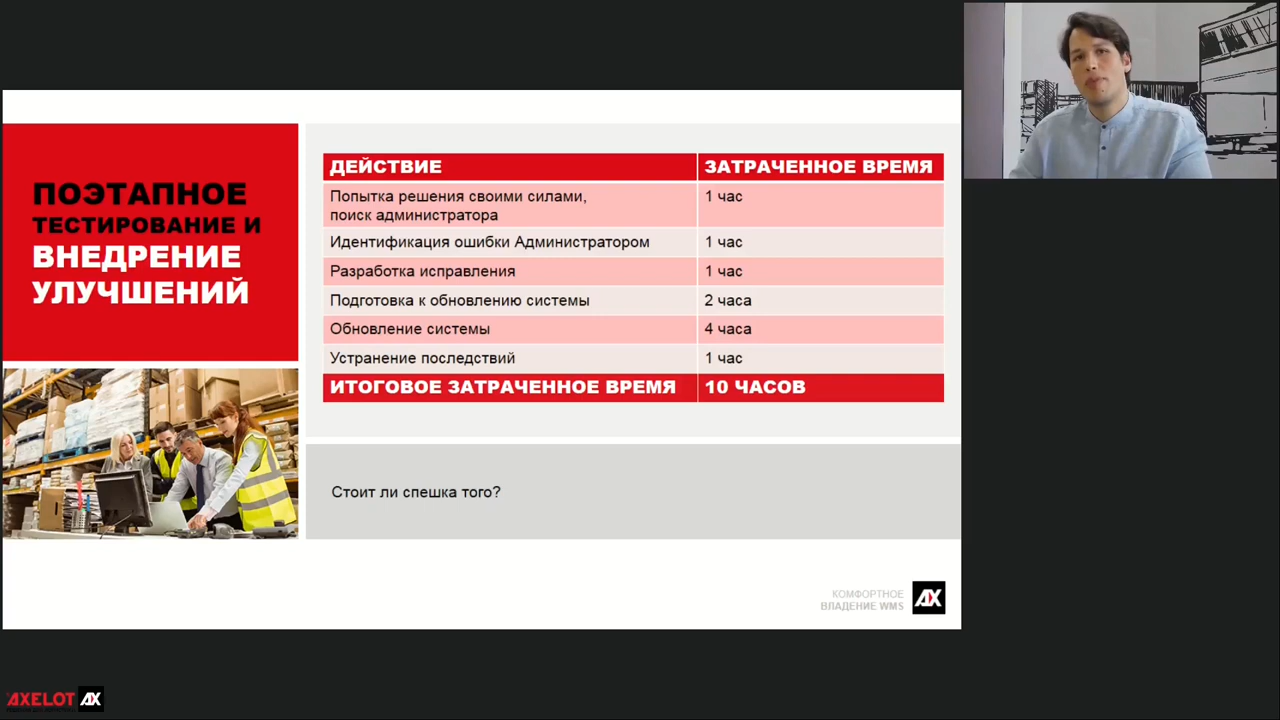 ПОЭТАПНОЕ
ТЕСТИРОВАНИЕ И
ВНЕДРЕНИЕ
УЛУЧШЕНИЙ
ДЕЙСТВИЕ ЗАТРАЧЕННОЕ ВРЕМЯ
Попытка решения своими силами, 1 час
поиск администратора
Идентификация ошибки Администратором 1 час
Разработка исправления 1 час
Подготовка к обновлению системы 2 часа
Обновление системы 4 часа
Устранение последствий 1 час
ИТОГОВОЕ ЗАТРАЧЕННОЕ ВРЕМЯ 10 ЧАСОВ
Стоит ли спешка того?
КОМФОРТНОЕ
ВЛАДЕНИЕ WMS
AX
AXELOT AX